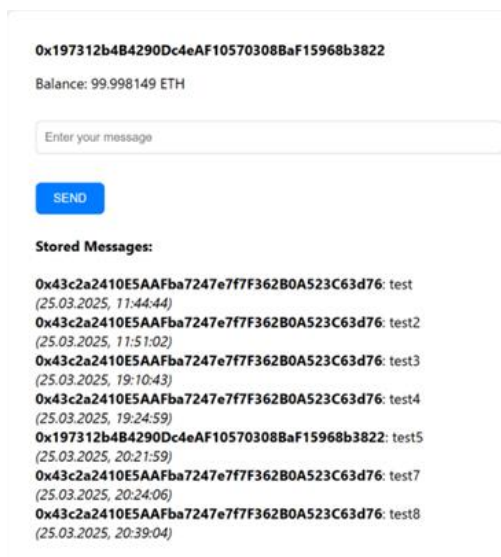 0x197312b4B4290Dc4eAF10570308BaF15968b3822
Balance: 99.998149 ETH
Enter your message
SEND
Stored Messages:
0x43c2a2410E5AAFba7247e7f7F362B0A523C63d76: test
(25.03.2025, 11:44:44)
0x43c2a2410E5AAFba7247e7f7F362B0A523C63d76: test2
(25.03.2025, 11:51:02)
0x43c2a2410E5AAFba7247e7f7F362B0A523C63d76: test3
(25.03.2025, 19:10:43)
0x43c2a2410E5AAFba7247e7f7F362B0A523C63d76: test4
(25.03.2025, 19:24:59)
0x197312b4B4290Dc4eAF10570308BaF15968b3822: test5
(25.03.2025, 20:21:59)
0x43c2a2410E5AAFba7247e7f7F362B0A523C63d76: test7
(25.03.2025, 20:24:06)
0x43c2a2410E5AAFba7247e7f7F362B0A523C63d76: test8
(25.03.2025, 20:39:04)